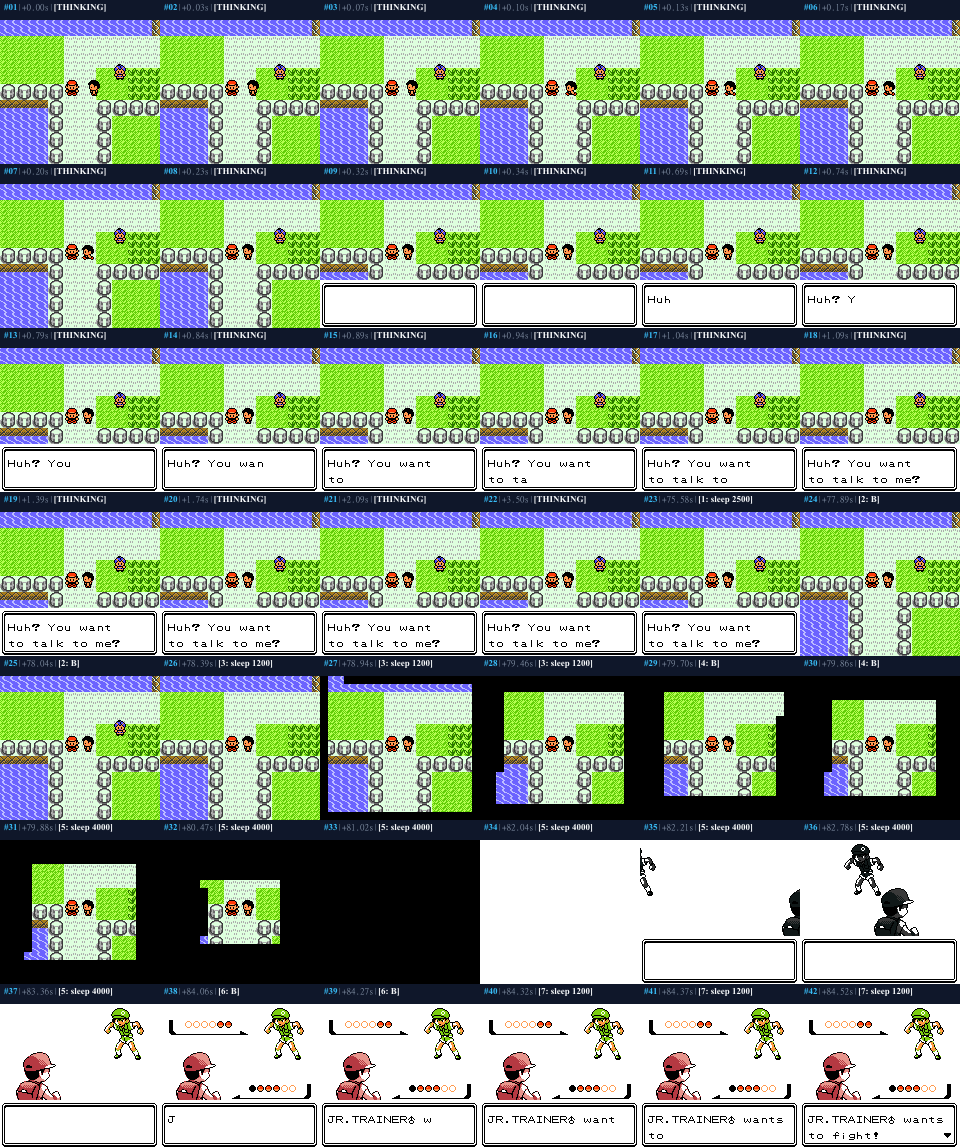 #01|+0.00s|[THINKING]
#02|+0.03s|[THINKING]
#03|+0.07s|[THINKING]
#04|+0.10s|[THINKING]
#05|+0.13s|[THINKING]
#06|+0.17s|[THINKING]
#07|+0.20s|[THINKING]
#08|+0.23s|[THINKING]
#09|+0.32s|[THINKING]
#10|+0.34s|[THINKING]
#11|+0.69s|[THINKING]
#12|+0.74s|[THINKING]
Huh
Huh? Y
#13|+0.79s|[THINKING]
#14|+0.84s|[THINKING]
#15|+0.89s|[THINKING]
#16|+0.94s|[THINKING]
#17|+1.04s|[THINKING]
#18|+1.09s|[THINKING]
Huh? You
Huh? You wan
Huh? You want
to
Huh? You want
to ta
Huh? You want
to talk to
Huh? You want
to talk to me?
#19|+1.39s|[THINKING]
#20|+1.74s|[THINKING]
#21|+2.09s|[THINKING]
#22|+3.50s|[THINKING]
#23|+75.58s|[1: sleep 2500]
#24|+77.89s|[2: B]
Huh? You want
to talk to me?
Huh? You want
to talk to me?
Huh? You want
to talk to me?
Huh? You want
to talk to me?
Huh? You want
to talk to me?
#25|+78.04s|[2: B]
#26|+78.39s|[3: sleep 1200]
#27|+78.94s|[3: sleep 1200]
#28|+79.46s|[3: sleep 1200]
#29|+79.70s|[4: B]
#30|+79.86s|[4: B]
#31|+79.88s|[5: sleep 4000]
#32|+80.47s|[5: sleep 4000]
#33|+81.02s|[5: sleep 4000]
#34|+82.04s|[5: sleep 4000]
#35|+82.21s|[5: sleep 4000]
#36|+82.78s|[5: sleep 4000]
#37|+83.36s|[5: sleep 4000]
#38|+84.06s|[6: B]
#39|+84.27s|[6: B]
#40|+84.32s|[7: sleep 1200]
#41|+84.37s|[7: sleep 1200]
#42|+84.52s|[7: sleep 1200]
J
JR.TRAINER♂ w
JR.TRAINER♂ want
JR.TRAINER♂ wants
to
JR.TRAINER♂ wants
to fight!